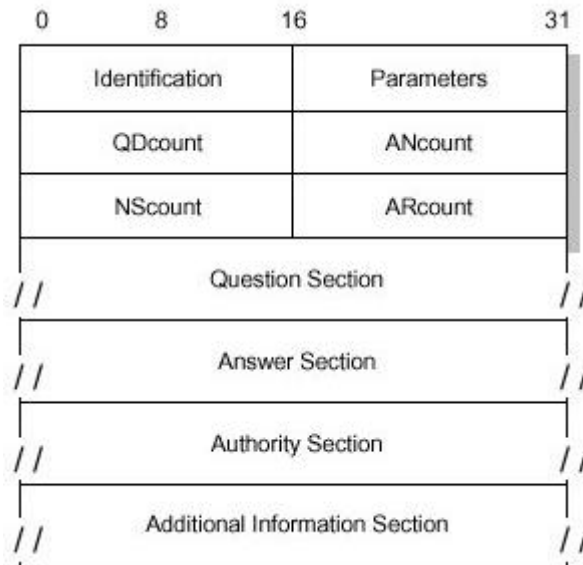 0 8 16 31
Identification Parameters
QDcount ANcount
NScount ARcount
Question Section
/ / / /
Answer Section
/ / / /
Authority Section
/ / / /
Additional Information Section
/ / / /